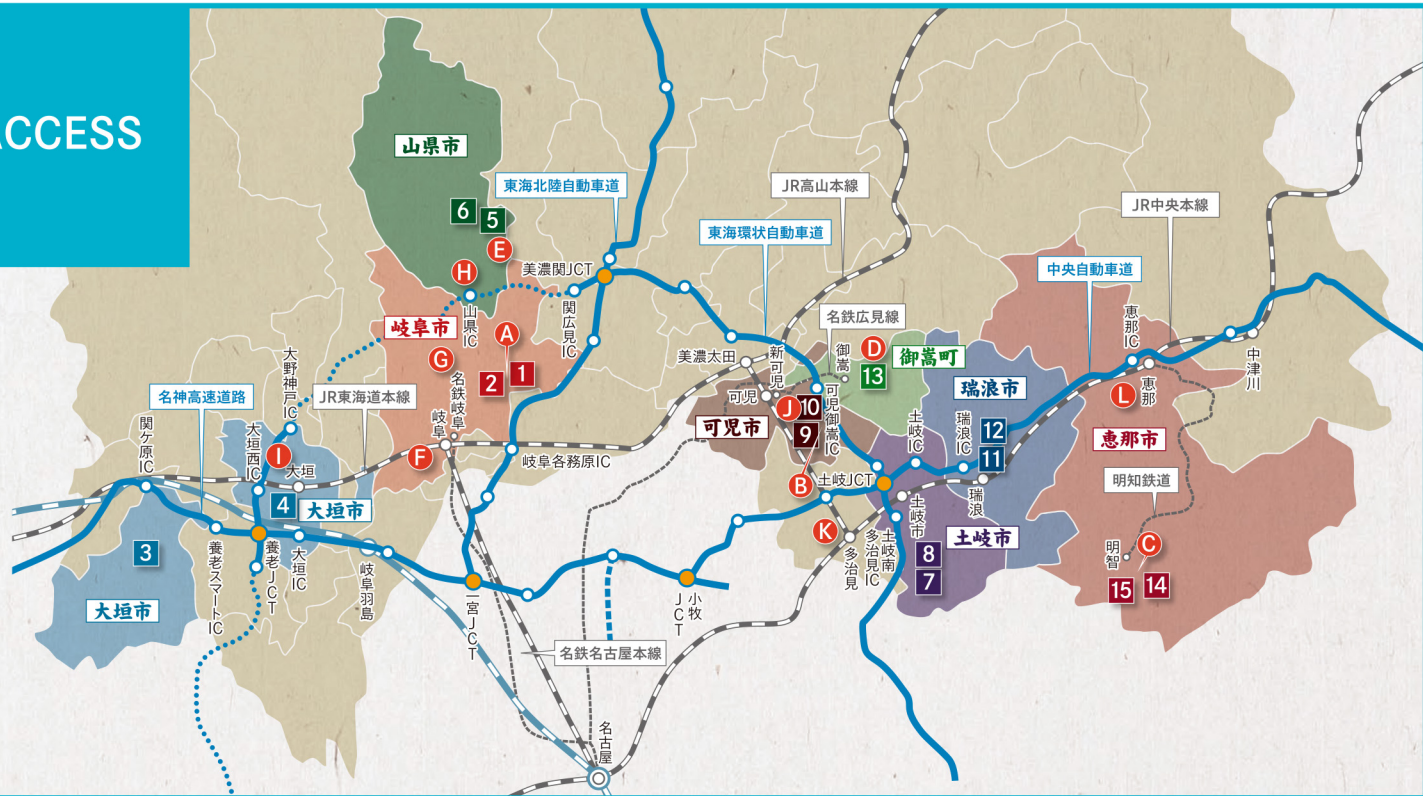 ACCESS
山県市
6
5
E
H
東海北陸自動車道
JR高山本線
JR中央本線
東海環状自動車道
中央自動車道
美濃関JCT
関広見IC
山県IC
岐阜市
A
G
1
2
名鉄岐阜
岐阜
F
岐阜各務原IC
名鉄広見線
御嵩
D
13
御嵩町
美濃太田
新可児
可児
J
10
9
可児御嵩IC
可児市
B
瑞浪市
12
11
瑞浪IC
瑞浪
恵那IC
恵那
L
中津川
恵那市
明知鉄道
明智
C
15
14
大野神戸IC
名神高速道路
JR東海道本線
関ケ原IC
大垣西IC
I
大垣
4
大垣市
3
大垣市
養老スマートIC
養老JCT
大垣IC
岐阜羽島
一宮JCT
小牧JCT
土岐IC
土岐JCT
土岐市
土岐南多治見IC
K
多治見
8
7
土岐市
名鉄名古屋本線
名古屋